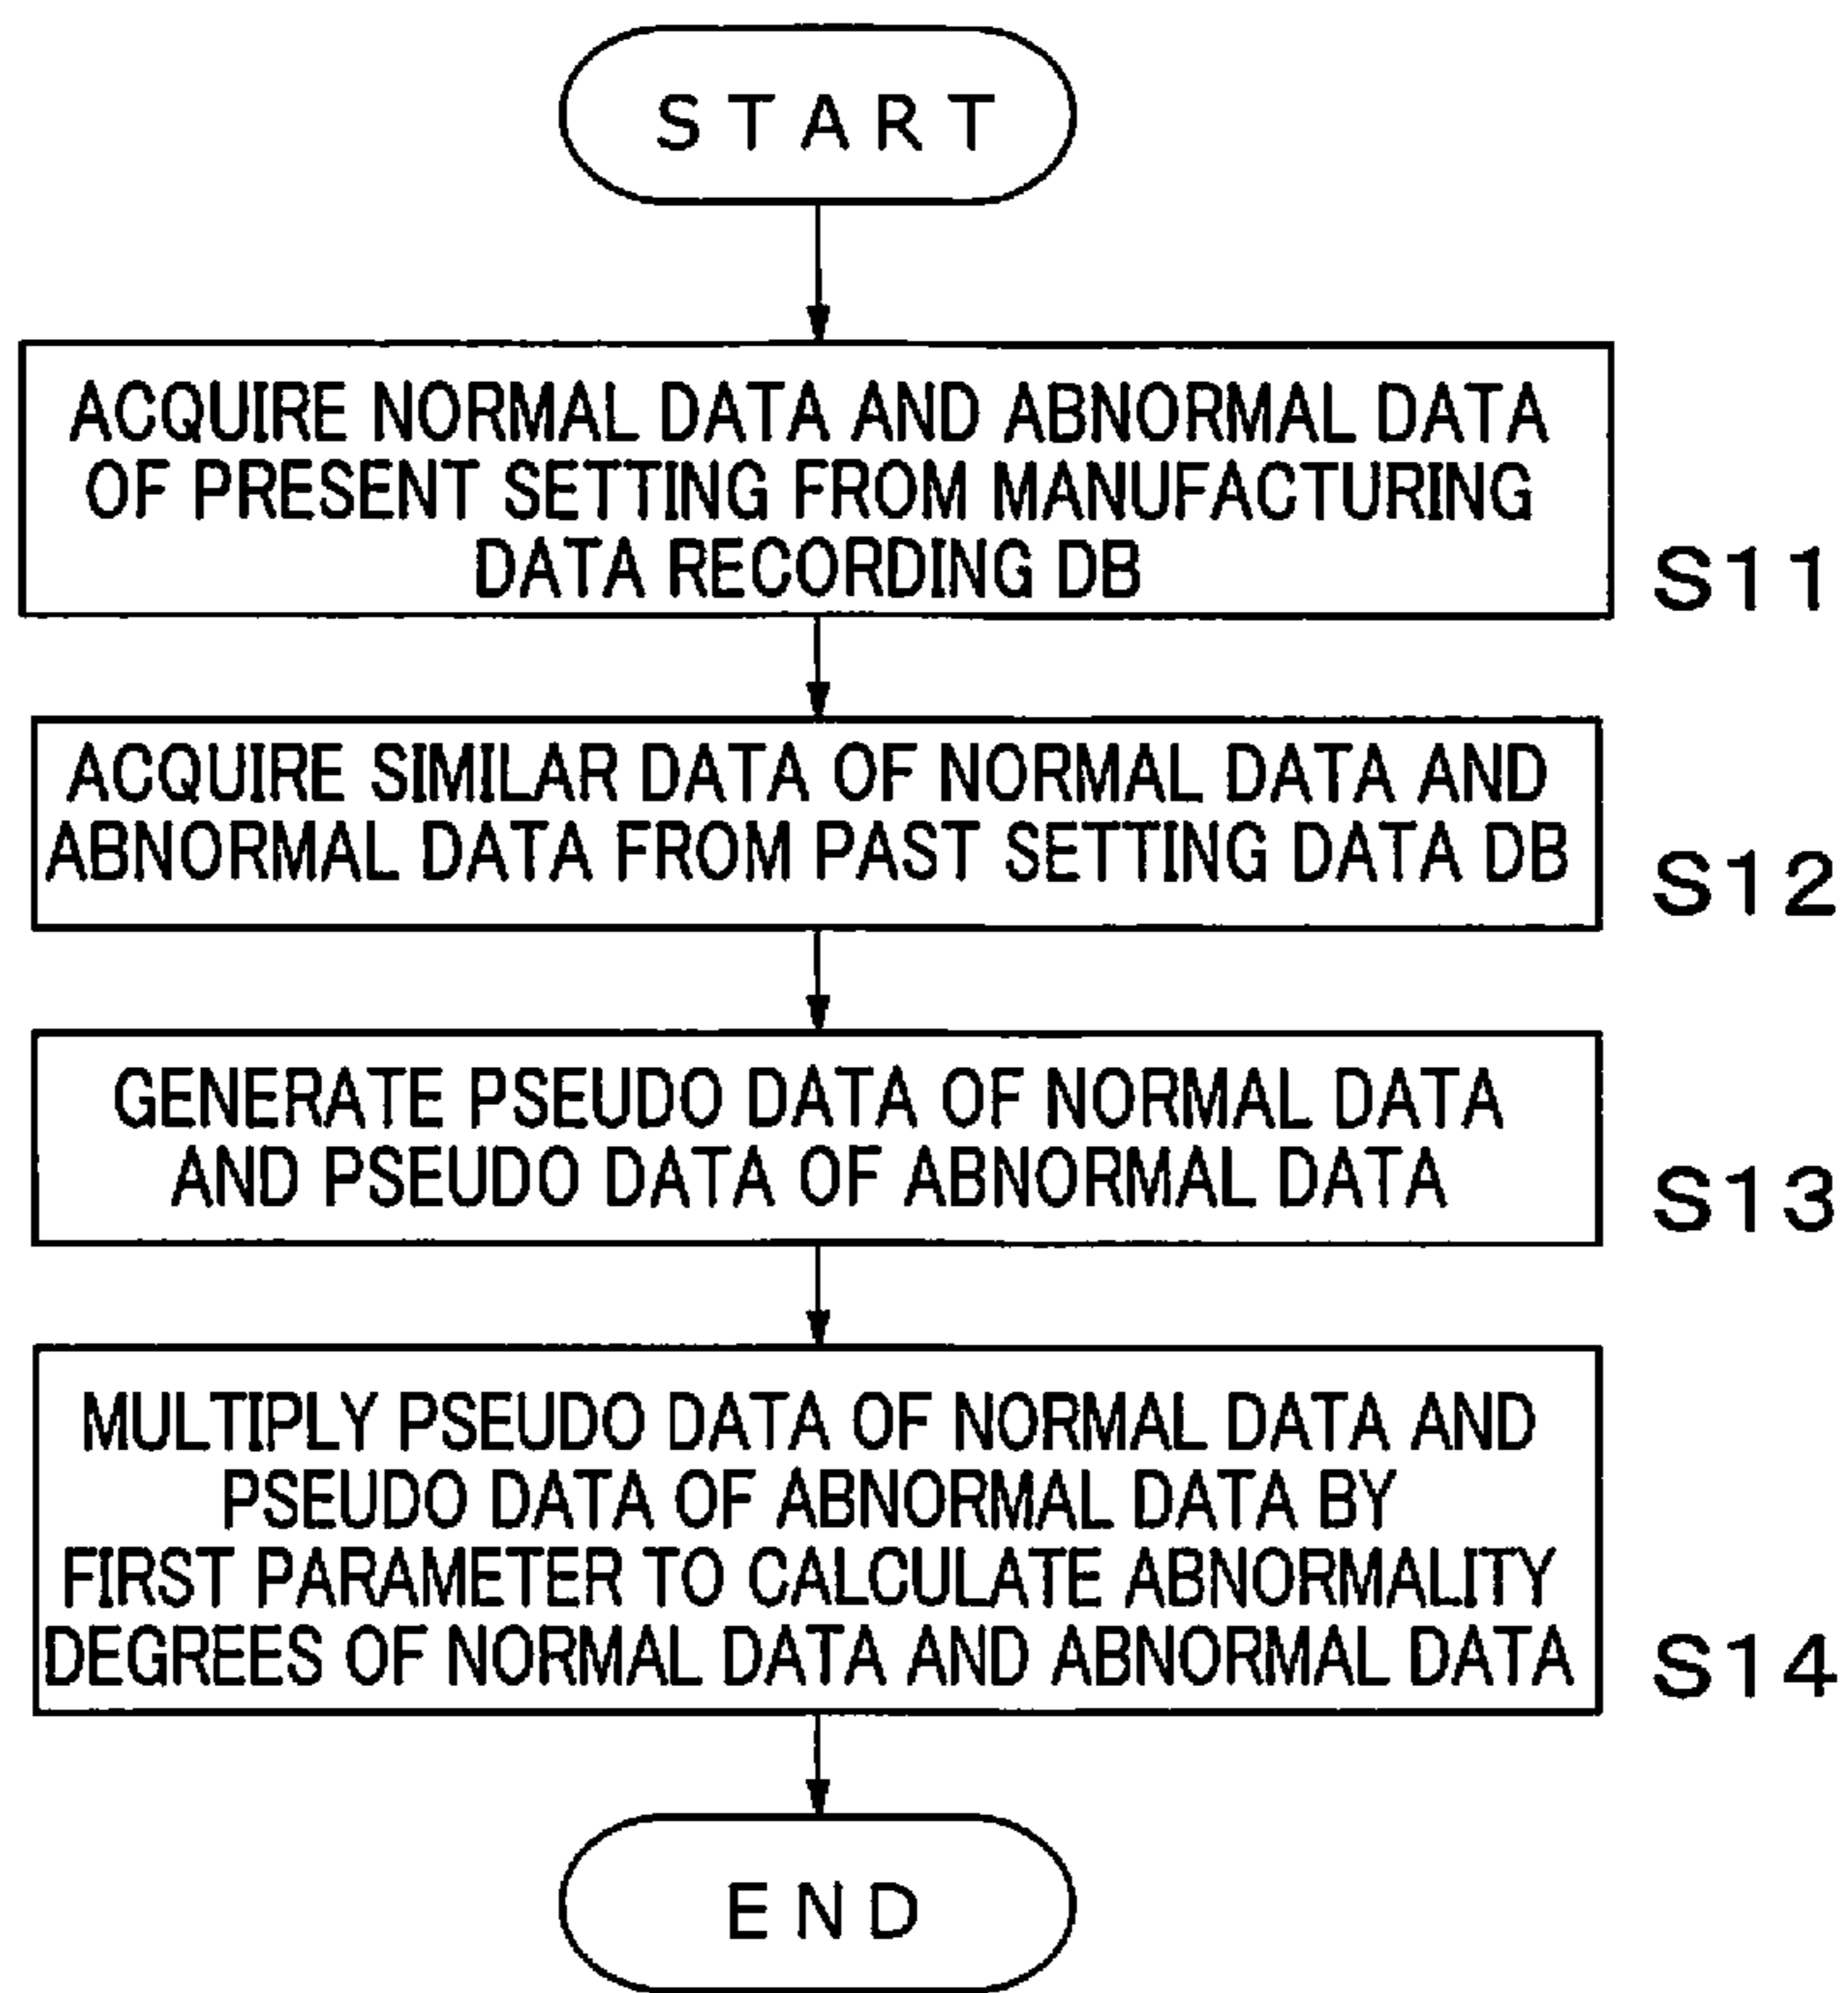 START
ACQUIRE NORMAL DATA AND ABNORMAL DATA
OF PRESENT SETTING FROM MANUFACTURING
DATA RECORDING DB
S11
ACQUIRE SIMILAR DATA OF NORMAL DATA AND
ABNORMAL DATA FROM PAST SETTING DATA DB
S12
GENERATE PSEUDO DATA OF NORMAL DATA
AND PSEUDO DATA OF ABNORMAL DATA
S13
MULTIPLY PSEUDO DATA OF NORMAL DATA AND
PSEUDO DATA OF ABNORMAL DATA BY
FIRST PARAMETER TO CALCULATE ABNORMALITY
DEGREES OF NORMAL DATA AND ABNORMAL DATA
S14
END